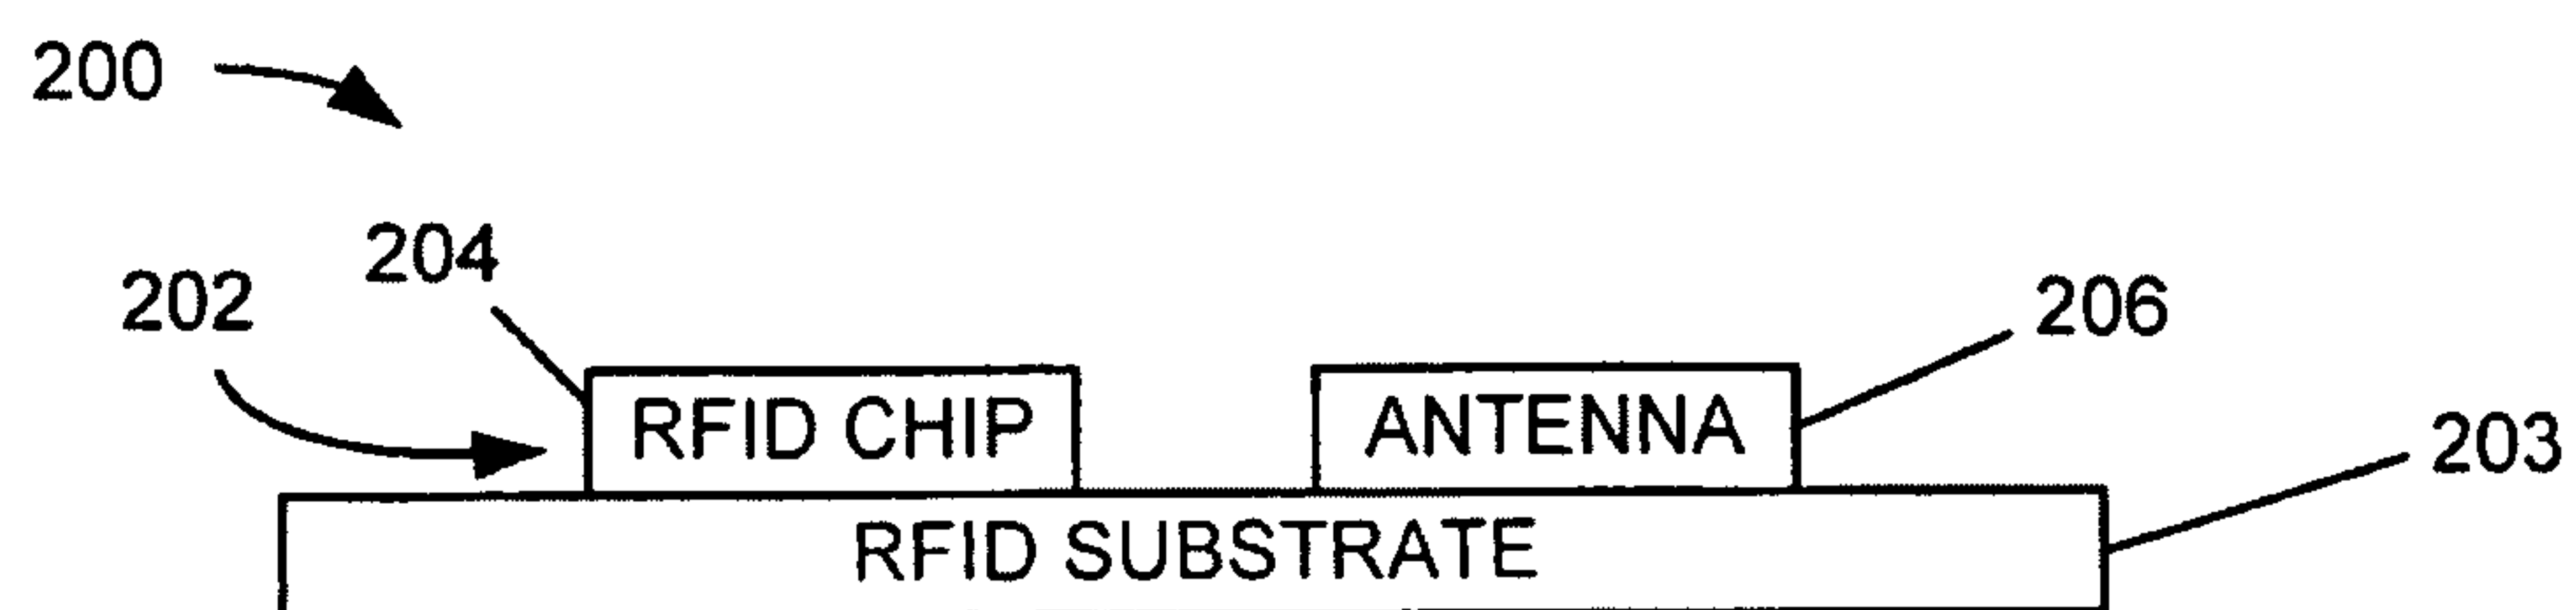 200
204
202
206
RFID CHIP
ANTENNA
203
RFID SUBSTRATE